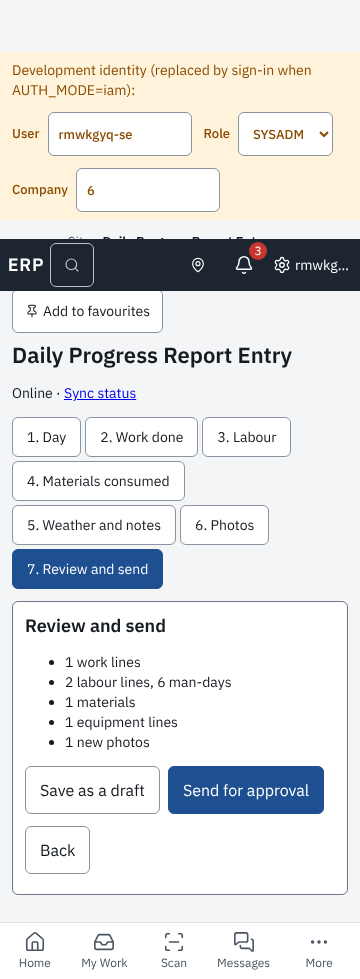 Development identity (replaced by sign-in when
AUTH_MODE=iam):
User rmwkgyq-se Role SYSADM
Company 6
ERP 3 rmwkg...
Add to favourites
Daily Progress Report Entry
Online · Sync status
1. Day 2. Work done 3. Labour
4. Materials consumed
5. Weather and notes 6. Photos
7. Review and send
Review and send
1 work lines
2 labour lines, 6 man-days
1 materials
1 equipment lines
1 new photos
Save as a draft Send for approval
Back
Home My Work Scan Messages More